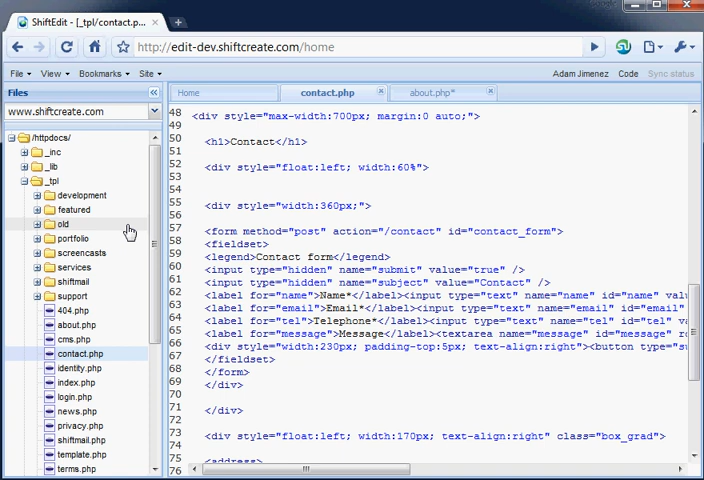 ShiftEdit - [_tpl/contact.p...
http://edit-dev.shiftcreate.com/home
File View Bookmarks Site Adam Jimenez Code Sync status
Files
Home contact.php about.php*
www.shiftcreate.com
/httpdocs/
_inc
_lib
_tpl
development
featured
old
portfolio
screencasts
services
shiftmail
support
404.php
about.php
cms.php
contact.php
identity.php
index.php
login.php
news.php
privacy.php
shiftmail.php
template.php
terms.php
48 <div style="max-width:700px; margin:0 auto;">
49
50 <h1>Contact</h1>
51
52 <div style="float:left; width:60%">
53
54
55 <div style="width:360px;">
56
57 <form method="post" action="/contact" id="contact_form">
58 <fieldset>
59 <legend>Contact form</legend>
60 <input type="hidden" name="submit" value="true" />
61 <input type="hidden" name="subject" value="Contact" />
62 <label for="name">Name*</label><input type="text" name="name" id="name" valu
63 <label for="email">Email*</label><input type="text" name="email" id="email"
64 <label for="tel">Telephone*</label><input type="text" name="tel" id="tel" va
65 <label for="message">Message</label><textarea name="message" id="message" ro
66 <div style="width:230px; padding-top:5px; text-align:right"><button type="su
67 </fieldset>
68 </form>
69 </div>
70
71 </div>
72
73 <div style="float:left; width:170px; text-align:right" class="box_grad">
74
75 <address>
76